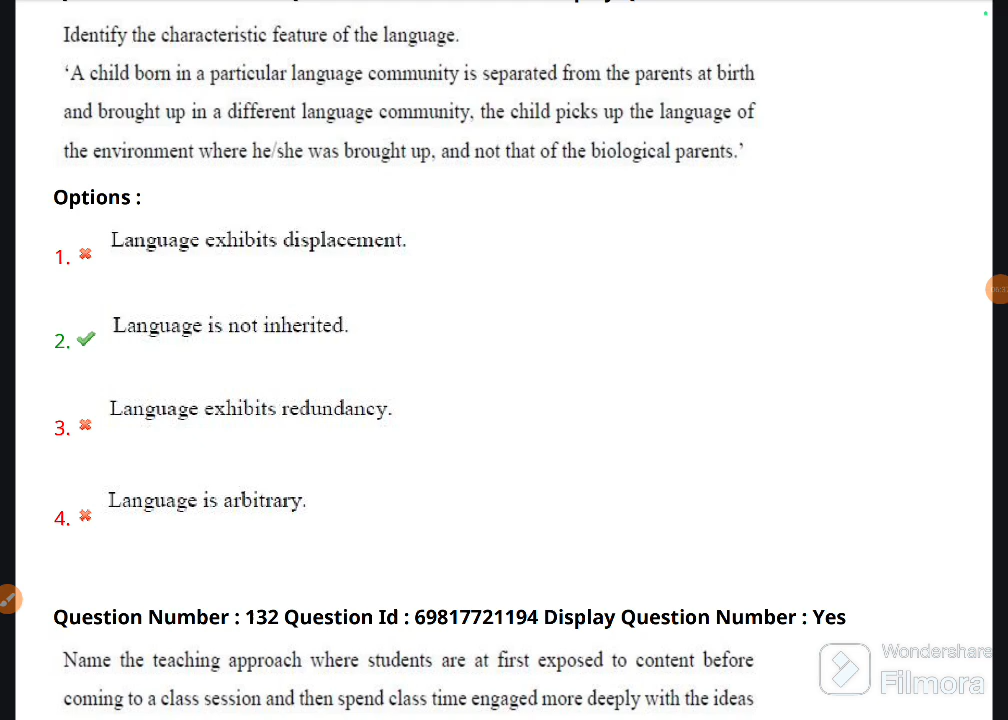 Identify the characteristic feature of the language.
‘A child born in a particular language community is separated from the parents at birth
and brought up in a different language community, the child picks up the language of
the environment where he/she was brought up, and not that of the biological parents.’
Options :
1. Language exhibits displacement.
2. Language is not inherited.
3. Language exhibits redundancy.
4. Language is arbitrary.
Question Number : 132 Question Id : 69817721194 Display Question Number : Yes
Name the teaching approach where students are at first exposed to content before
coming to a class session and then spend class time engaged more deeply with the ideas
Wondershare
Filmora